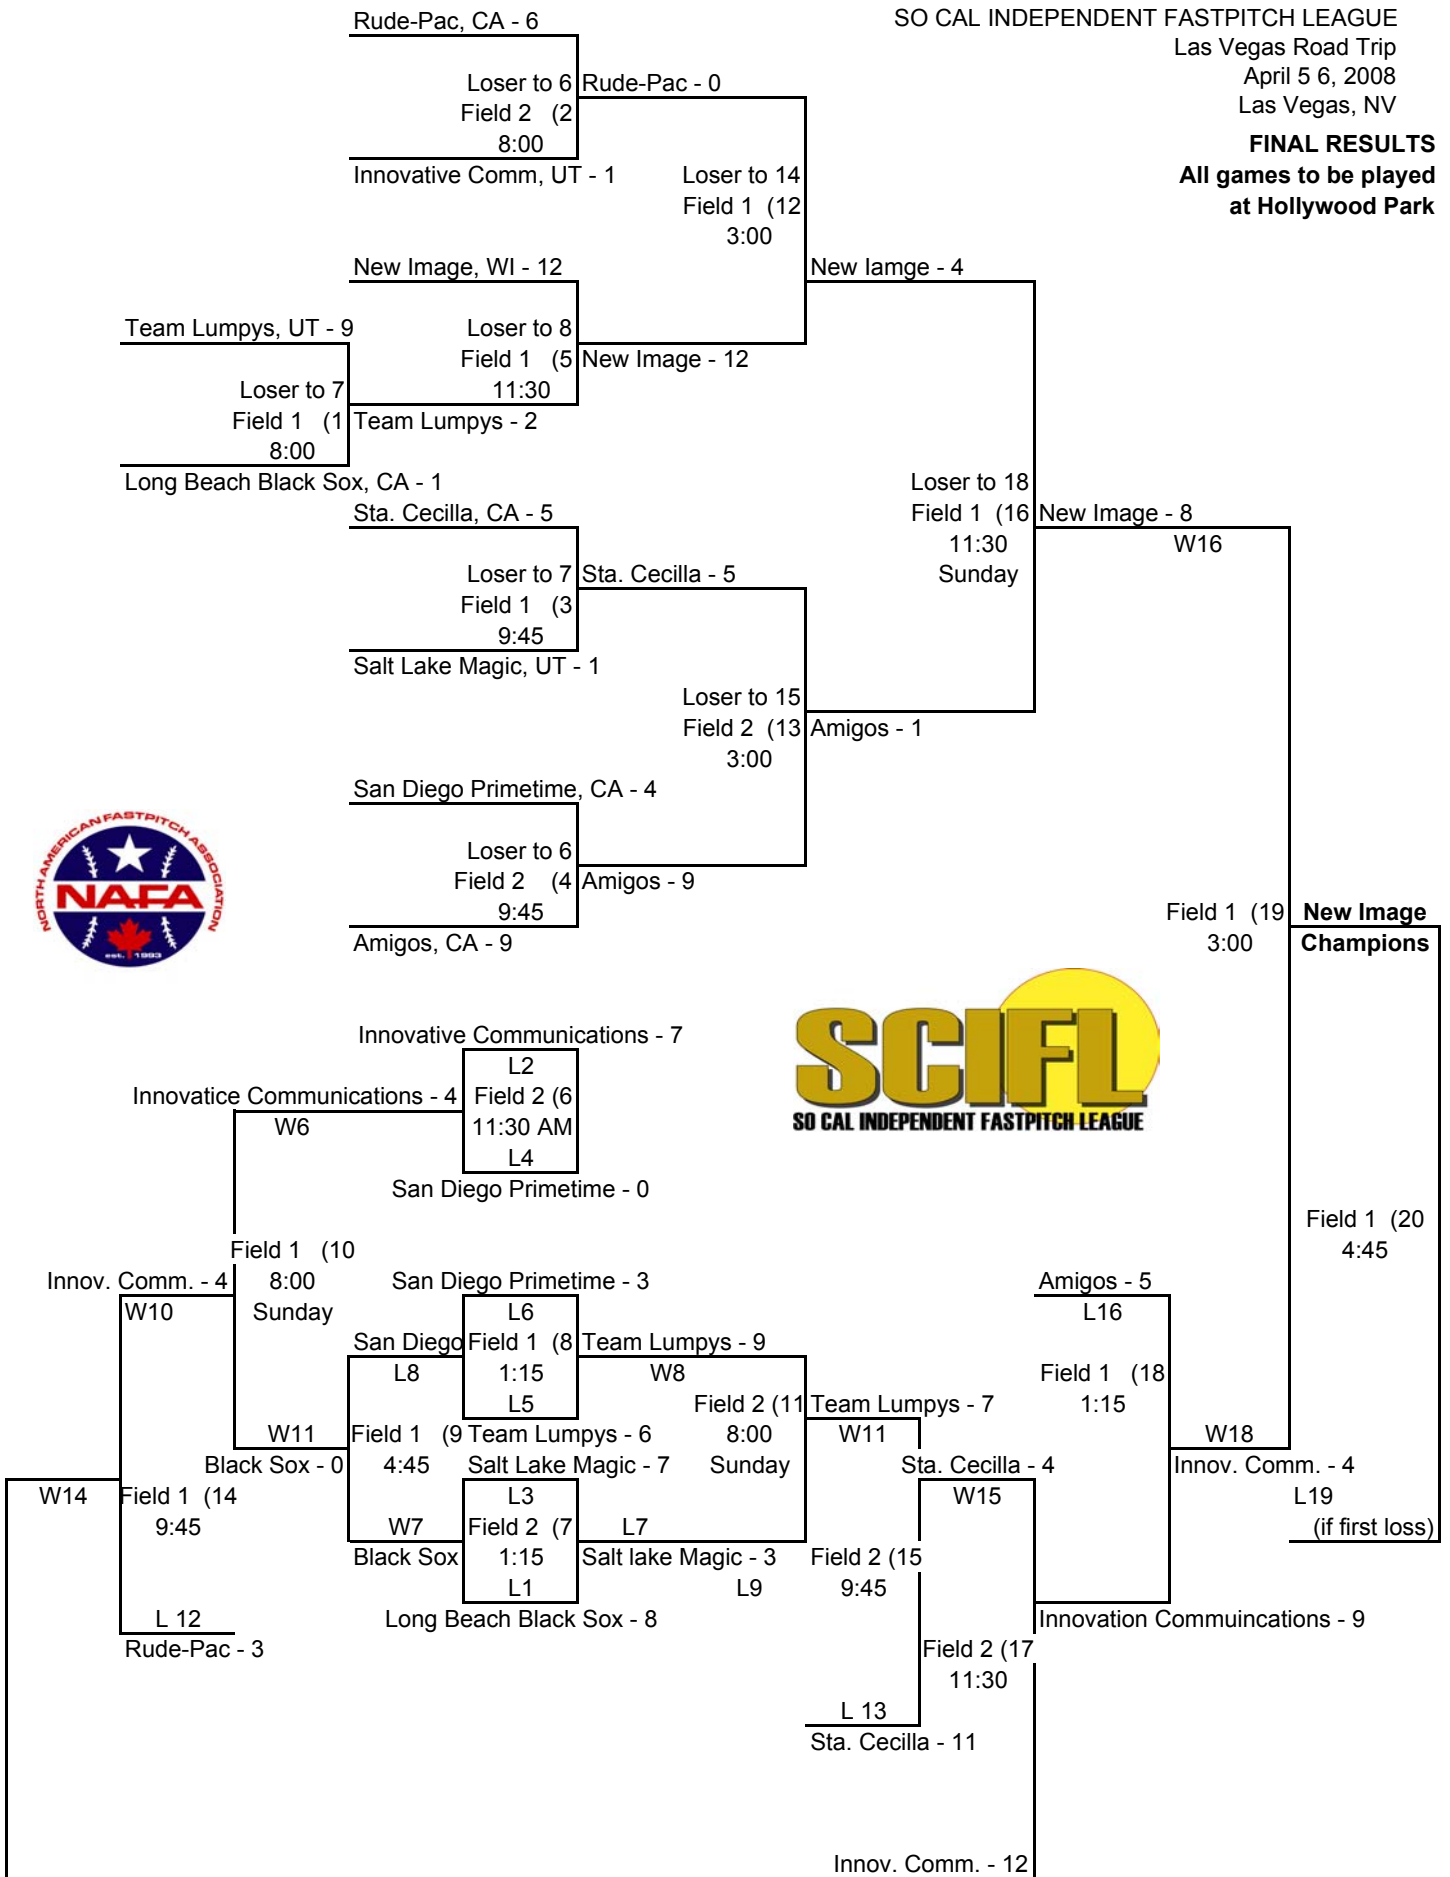 Rude-Pac, CA - 6
SO CAL INDEPENDENT FASTPITCH LEAGUE
Las Vegas Road Trip
April 5 6, 2008
Las Vegas, NV
FINAL RESULTS
All games to be played
at Hollywood Park
Loser to 6
Rude-Pac - 0
Field 2 (2
8:00
Innovative Comm, UT - 1
Loser to 14
Field 1 (12
3:00
New Image, WI - 12
New Iamge - 4
Team Lumpys, UT - 9
Loser to 8
Field 1 (5
New Image - 12
11:30
Loser to 7
Field 1 (1
Team Lumpys - 2
8:00
Long Beach Black Sox, CA - 1
Sta. Cecilla, CA - 5
Loser to 18
Field 1 (16
New Image - 8
11:30
W16
Sunday
Loser to 7
Sta. Cecilla - 5
Field 1 (3
9:45
Salt Lake Magic, UT - 1
Loser to 15
Field 2 (13
Amigos - 1
3:00
San Diego Primetime, CA - 4
Loser to 6
Field 2 (4
Amigos - 9
9:45
Amigos, CA - 9
NORTH AMERICAN FASTPITCH ASSOCIATION
NAFA
est. 1993
Field 1 (19
New Image
3:00
Champions
SCIFL
SO CAL INDEPENDENT FASTPITCH LEAGUE
Innovative Communications - 7
L2
Innovatice Communications - 4
Field 2 (6
W6
11:30 AM
L4
San Diego Primetime - 0
Field 1 (20
4:45
Field 1 (10
Innov. Comm. - 4
8:00
San Diego Primetime - 3
Amigos - 5
W10
Sunday
L6
L16
San Diego
Field 1 (8
Team Lumpys - 9
L8
1:15
W8
Field 1 (18
L5
Field 2 (11
Team Lumpys - 7
1:15
W11
Field 1 (9
Team Lumpys - 6
8:00
W11
W18
Black Sox - 0
4:45
Salt Lake Magic - 7
Sunday
Sta. Cecilla - 4
Innov. Comm. - 4
W14
Field 1 (14
L3
W15
L19
9:45
W7
Field 2 (7
L7
(if first loss)
Black Sox
1:15
Salt lake Magic - 3
Field 2 (15
L1
L9
9:45
L 12
Long Beach Black Sox - 8
Innovation Commuincations - 9
Rude-Pac - 3
Field 2 (17
11:30
L 13
Sta. Cecilla - 11
Innov. Comm. - 12